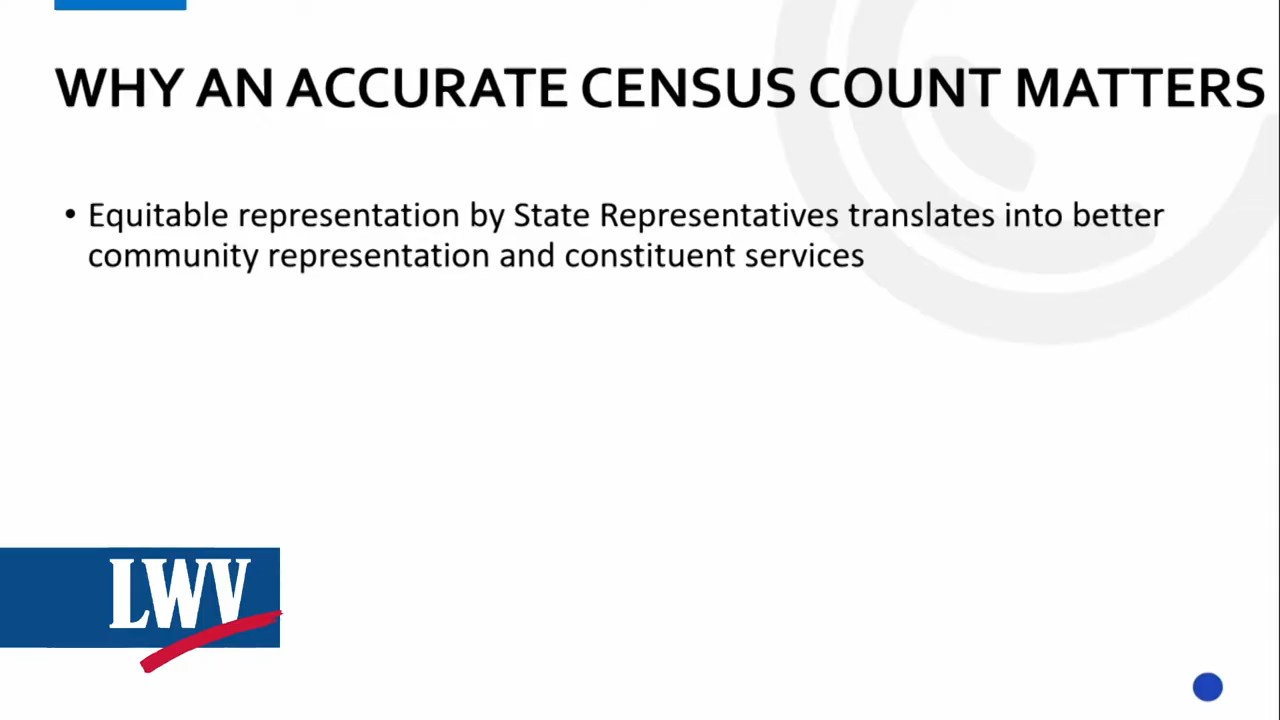 WHY AN ACCURATE CENSUS COUNT MATTERS
• Equitable representation by State Representatives translates into better
community representation and constituent services
LWV